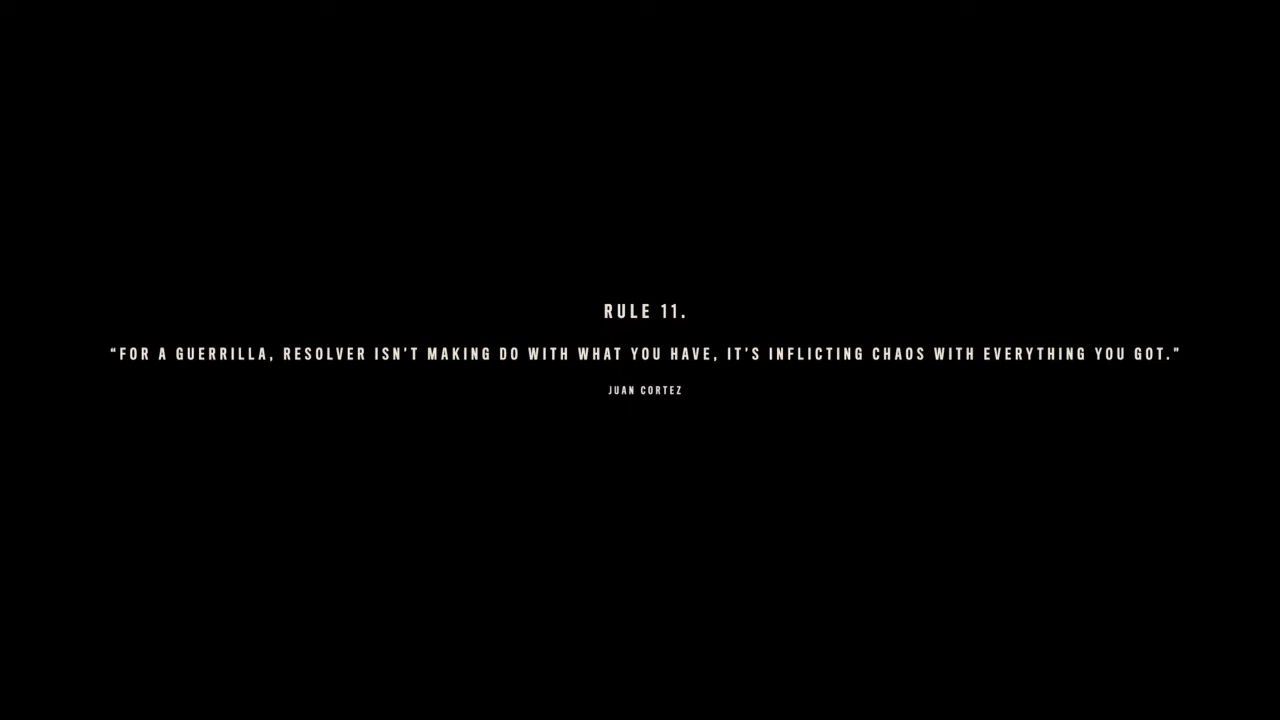 RULE 11.
“FOR A GUERRILLA, RESOLVER ISN’T MAKING DO WITH WHAT YOU HAVE, IT’S INFLICTING CHAOS WITH EVERYTHING YOU GOT.”
JUAN CORTEZ